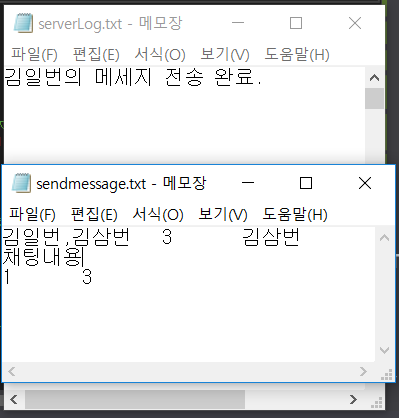 serverLog.txt - 메모장
파일(F) 편집(E) 서식(O) 보기(V) 도움말(H)
김일번의 메세지 전송 완료.
sendmessage.txt - 메모장
파일(F) 편집(E) 서식(O) 보기(V) 도움말(H)
김일번,김삼번 3 김삼번
채팅내용
1 3